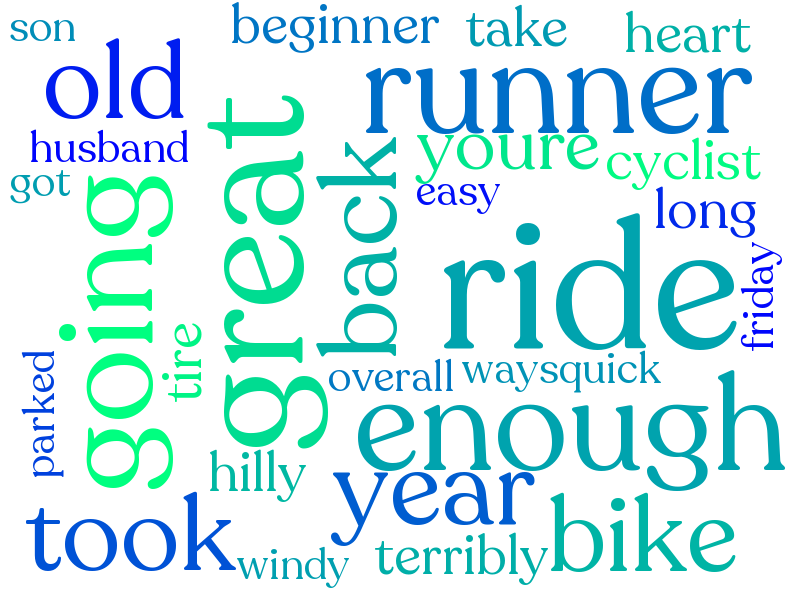 son
beginner
take
heart
old
runner
husband
youre
cyclist
got
easy
long
going
great
back
ride
friday
tire
parked
overall
waysquick
enough
hilly
year
took
bike
windy
terribly